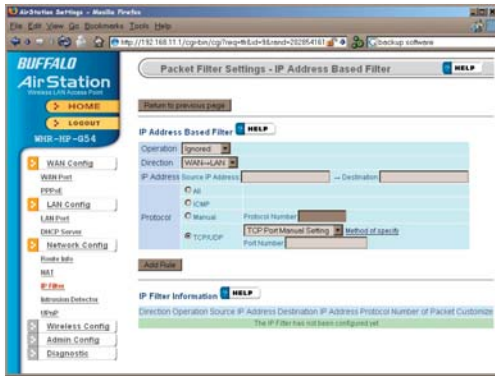 AirStation Settings - Mozilla Firefox
File Edit View Go Bookmarks Tools Help
backup software
BUFFALO
AirStation
Wireless LAN Access Point
HOME
LOGOUT
WHR-HP-G54
WAN Config
WAN Port
PPPoE
LAN Config
LAN Port
DHCP Server
Network Config
Route Info
NAT
IP Filter
Intrusion Detector
UPnP
Wireless Config
Admin Config
Diagnostic
Packet Filter Settings - IP Address Based Filter
HELP
Return to previous page
IP Address Based Filter HELP
Operation Ignored
Direction WAN->LAN
IP Address Source IP Address -> Destination
Protocol
All
ICMP
Manual Protocol Number
TCP/UDP TCP Port Manual Setting Method of specify
Port Number
Add Rule
IP Filter Information HELP
Direction Operation Source IP Address Destination IP Address Protocol Number of Packet Customize
The IP Filter has not been configured yet